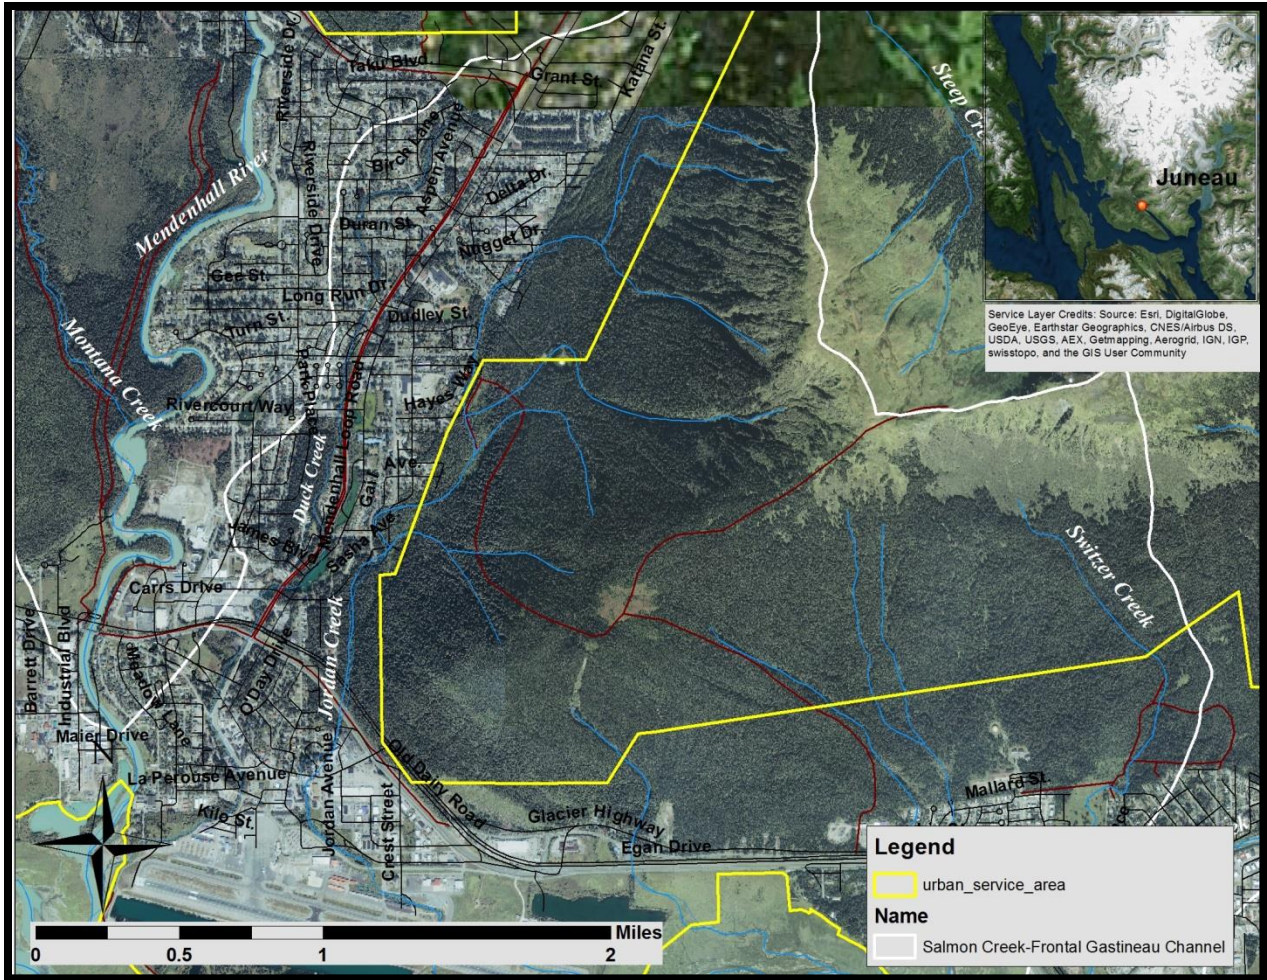 Riverside Dr.
Taku Blvd
Grant St.
Katana St.
Steep Cre
Juneau
Service Layer Credits: Source: Esri, DigitalGlobe,
GeoEye, Earthstar Geographics, CNES/Airbus DS,
USDA, USGS, AEX, Getmapping, Aerogrid, IGN, IGP,
swisstopo, and the GIS User Community
Mendenhall River
Riverside Drive
Birch Lane
Aspen Avenue
Delta Dr.
Duran St.
Nugget Dr.
Gee St.
Long Run Dr.
Turn St.
Dudley St.
Montana Creek
Park Place
Mendenhall Loop Road
Hayes Way
Rivercourt Way
Duck Creek
Gail Ave.
James Blvd
Sasha Ave.
Switzer Creek
Carrs Drive
Barrett Drive
Industrial Blvd
Meadow Lane
O'Day Drive
Jordan Creek
Maier Drive
N
La Perouse Avenue
Kilo St.
Jordan Avenue
Crest Street
Old Dairy Road
Glacier Highway
Egan Drive
Mallard St.
Legend
urban_service_area
Name
Salmon Creek-Frontal Gastineau Channel
Miles
0 0.5 1 2